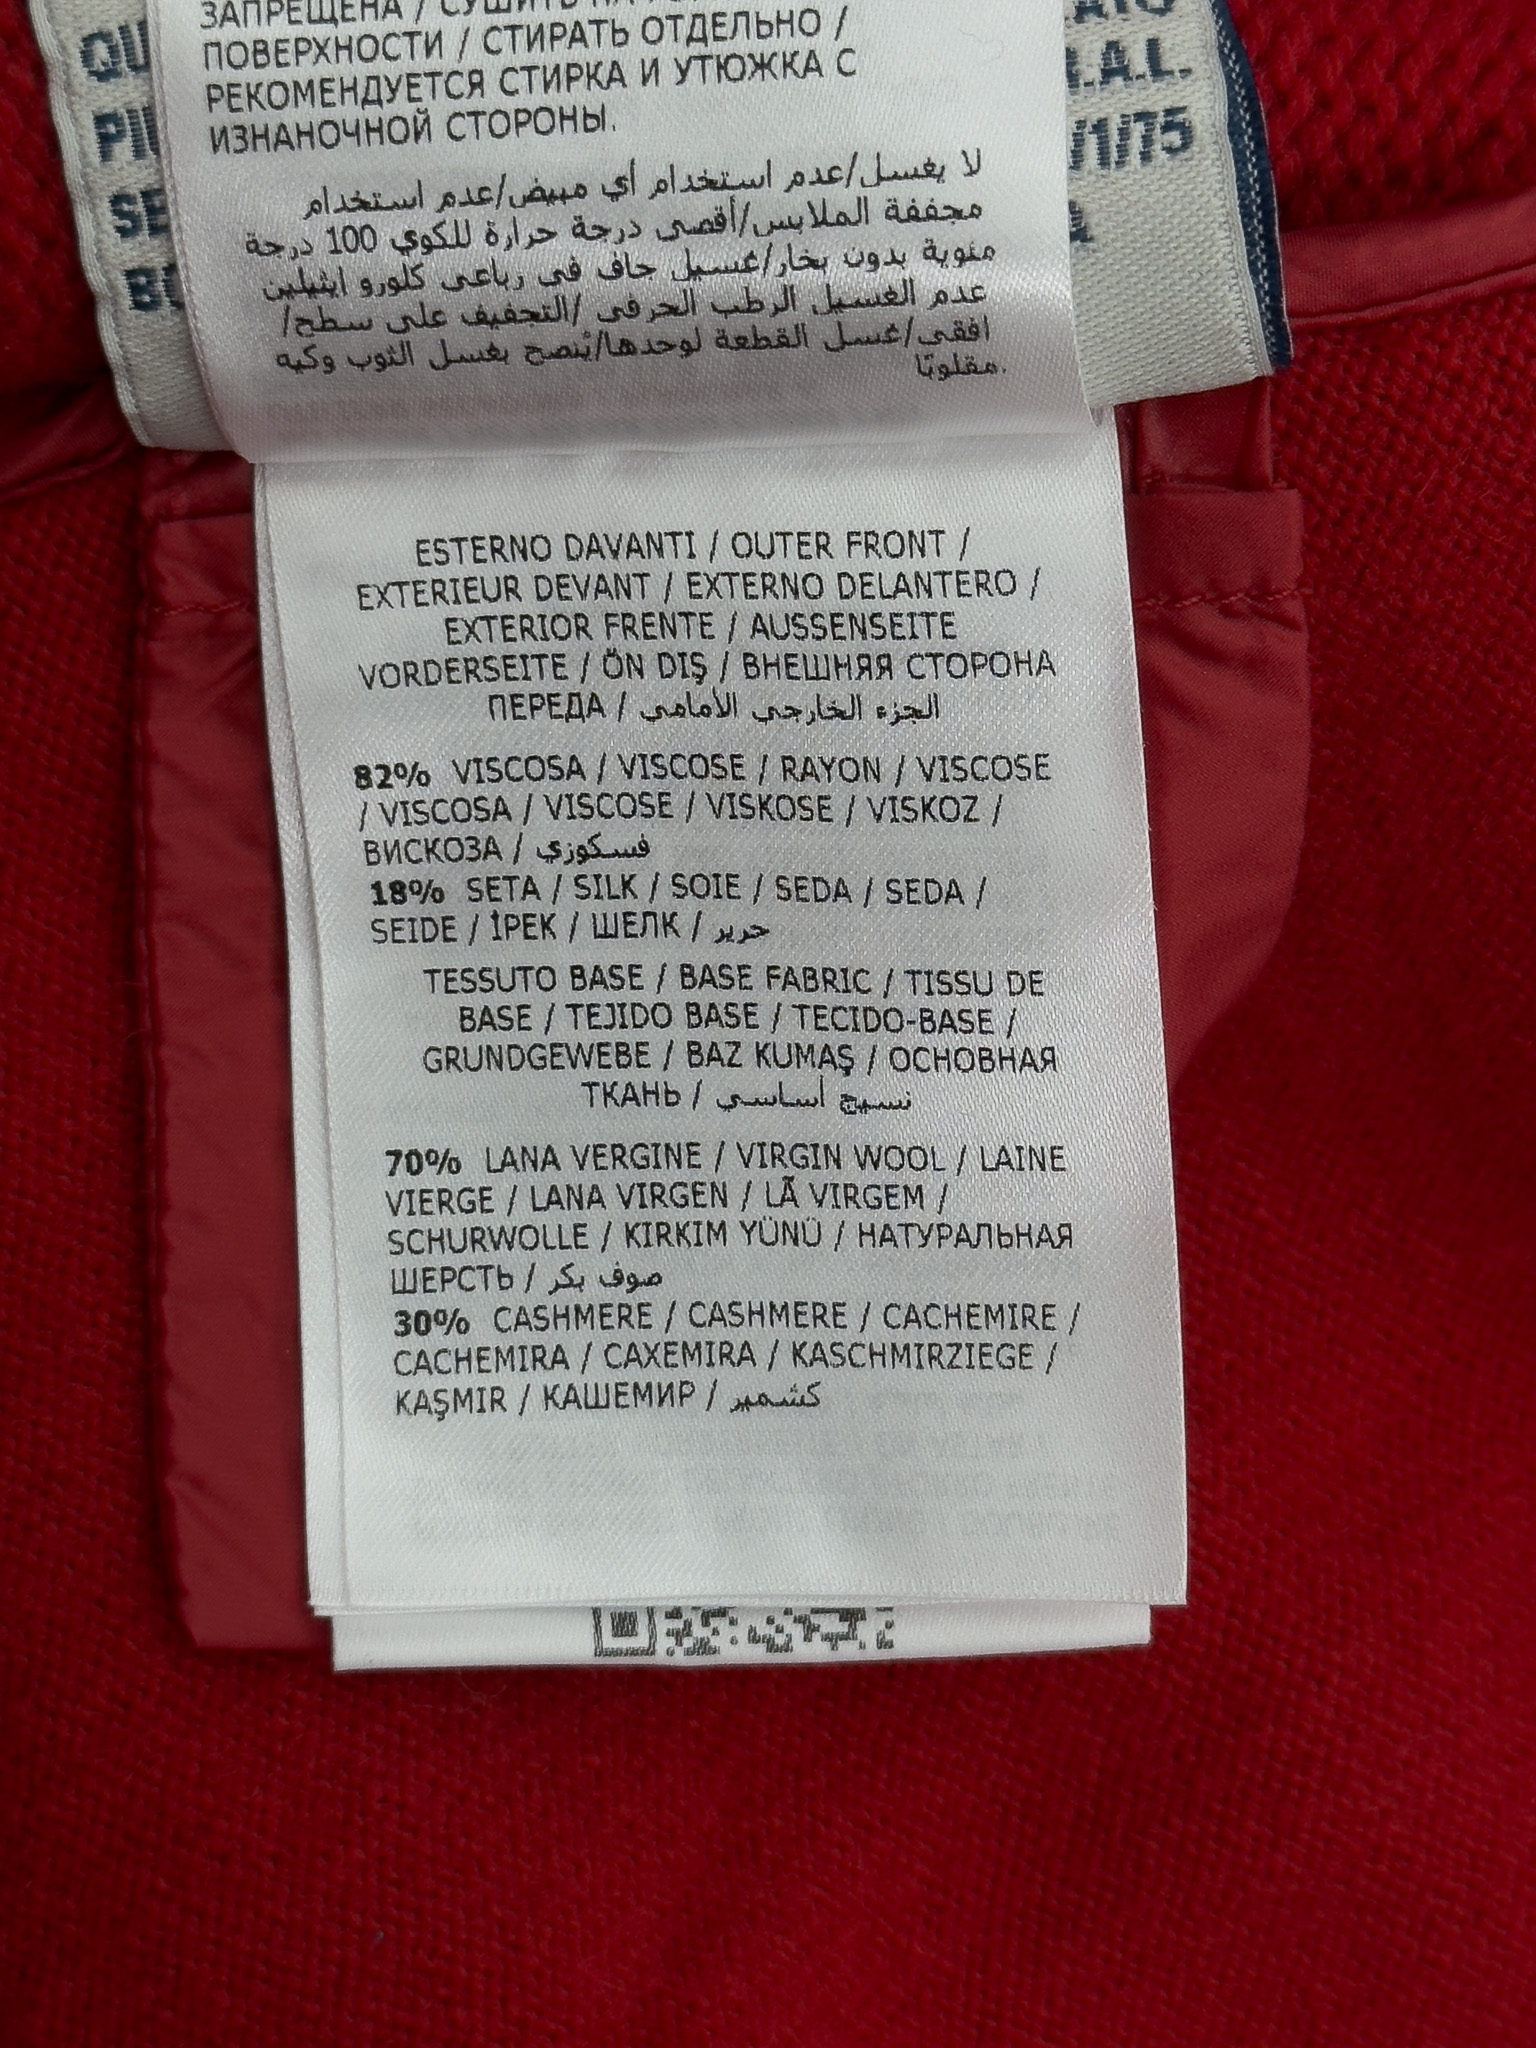 ЗАПРЕЩЕНА / СУШИТЬ НА
ПОВЕРХНОСТИ / СТИРАТЬ ОТДЕЛЬНО /
РЕКОМЕНДУЕТСЯ СТИРКА И УТЮЖКА С
ИЗНАНОЧНОЙ СТОРОНЫ.
لا يغسل/عدم استخدام أي مبيض/عدم استخدام
مجففة الملابس/أقصى درجة حرارة للكوي 100 درجة
مئوية بدون بخار/غسيل جاف في رباعي كلورو ايثيلين
عدم الغسيل الرطب الحرفي /التجفيف على سطح/
افقي/غسل القطعة لوحدها/يُنصح بغسل الثوب وكيه
مقلوبًا.
QU
PI
SE
B
R.A.L.
/1/75
A
ESTERNO DAVANTI / OUTER FRONT /
EXTERIEUR DEVANT / EXTERNO DELANTERO /
EXTERIOR FRENTE / AUSSENSEITE
VORDERSEITE / ÖN DIŞ / ВНЕШНЯЯ СТОРОНА
ПЕРЕДА / الجزء الخارجي الأمامي
82% VISCOSA / VISCOSE / RAYON / VISCOSE
/ VISCOSA / VISCOSE / VISKOSE / VISKOZ /
ВИСКОЗА / فسكوزي
18% SETA / SILK / SOIE / SEDA / SEDA /
SEIDE / İPEK / ШЕЛК / حرير
TESSUTO BASE / BASE FABRIC / TISSU DE
BASE / TEJIDO BASE / TECIDO-BASE /
GRUNDGEWEBE / BAZ KUMAŞ / ОСНОВНАЯ
ТКАНЬ / نسيج أساسي
70% LANA VERGINE / VIRGIN WOOL / LAINE
VIERGE / LANA VIRGEN / LÃ VIRGEM /
SCHURWOLLE / KIRKIM YÜNÜ / НАТУРАЛЬНАЯ
ШЕРСТЬ / صوف بكر
30% CASHMERE / CASHMERE / CACHEMIRE /
CACHEMIRA / CAXEMIRA / KASCHMIRZIEGE /
KAŞMIR / КАШЕМИР / كشمير